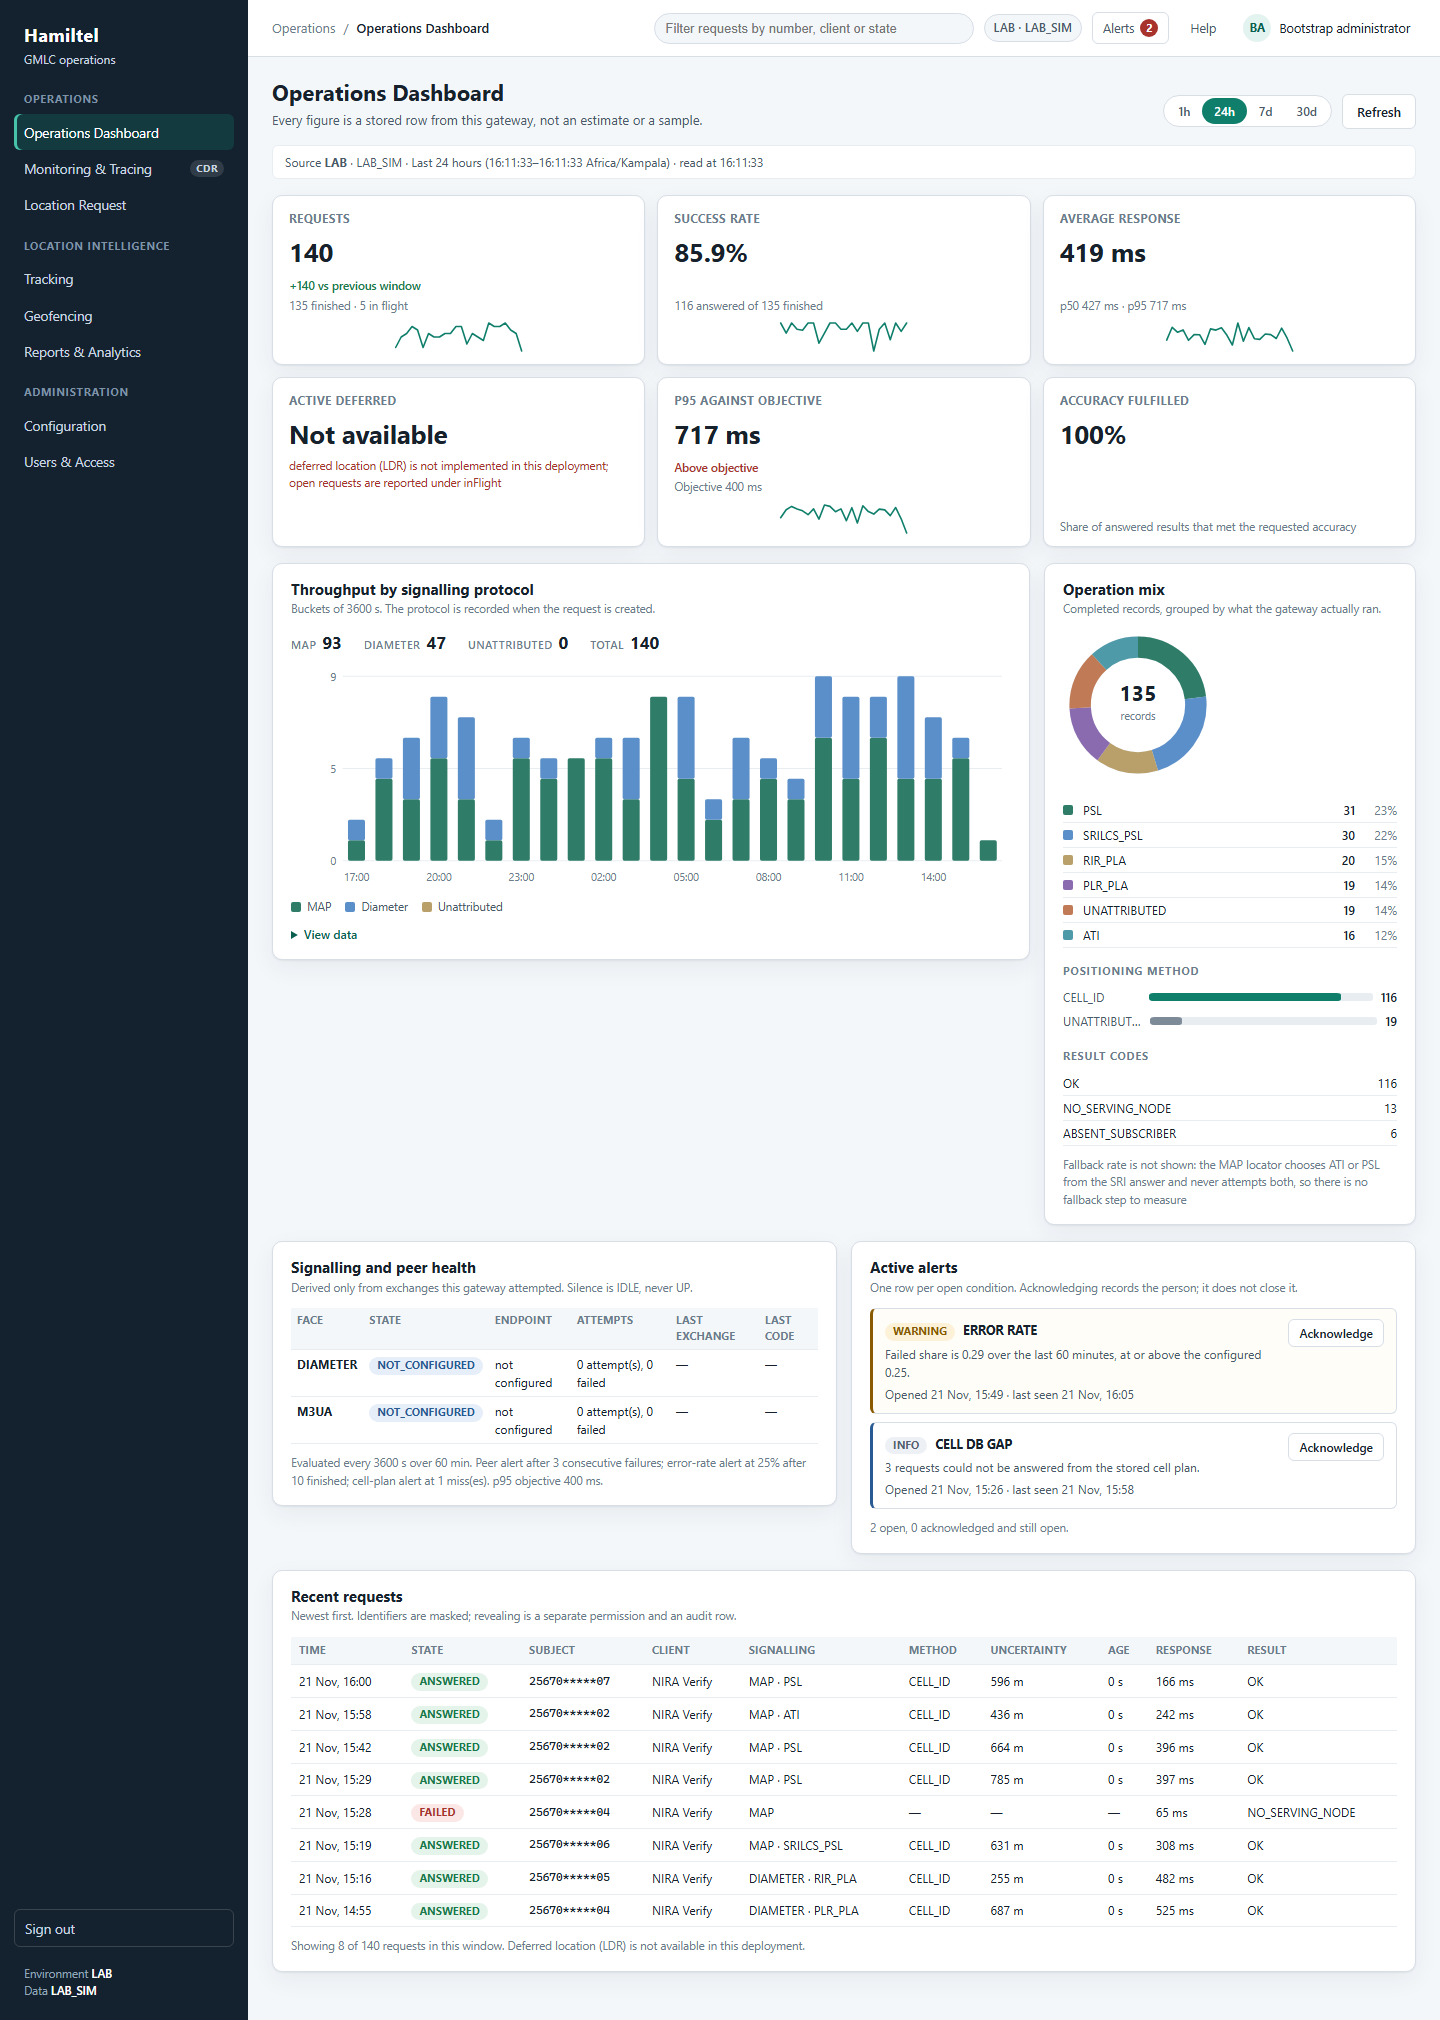 Hamiltel
GMLC operations
OPERATIONS
Operations Dashboard
Monitoring & Tracing CDR
Location Request
LOCATION INTELLIGENCE
Tracking
Geofencing
Reports & Analytics
ADMINISTRATION
Configuration
Users & Access
Sign out
Environment LAB
Data LAB_SIM
Operations / Operations Dashboard
Filter requests by number, client or state
LAB · LAB_SIM
Alerts 2
Help
BA Bootstrap administrator
Operations Dashboard
Every figure is a stored row from this gateway, not an estimate or a sample.
1h 24h 7d 30d
Refresh
Source LAB · LAB_SIM · Last 24 hours (16:11:33–16:11:33 Africa/Kampala) · read at 16:11:33
REQUESTS
140
+140 vs previous window
135 finished · 5 in flight
SUCCESS RATE
85.9%
116 answered of 135 finished
AVERAGE RESPONSE
419 ms
p50 427 ms · p95 717 ms
ACTIVE DEFERRED
Not available
deferred location (LDR) is not implemented in this deployment;
open requests are reported under inFlight
P95 AGAINST OBJECTIVE
717 ms
Above objective
Objective 400 ms
ACCURACY FULFILLED
100%
Share of answered results that met the requested accuracy
Throughput by signalling protocol
Buckets of 3600 s. The protocol is recorded when the request is created.
MAP 93 DIAMETER 47 UNATTRIBUTED 0 TOTAL 140
9
5
0
17:00 20:00 23:00 02:00 05:00 08:00 11:00 14:00
MAP Diameter Unattributed
View data
Operation mix
Completed records, grouped by what the gateway actually ran.
135
records
PSL 31 23%
SRILCS_PSL 30 22%
RIR_PLA 20 15%
PLR_PLA 19 14%
UNATTRIBUTED 19 14%
ATI 16 12%
POSITIONING METHOD
CELL_ID 116
UNATTRIBUT... 19
RESULT CODES
OK 116
NO_SERVING_NODE 13
ABSENT_SUBSCRIBER 6
Fallback rate is not shown: the MAP locator chooses ATI or PSL
from the SRI answer and never attempts both, so there is no
fallback step to measure
Signalling and peer health
Derived only from exchanges this gateway attempted. Silence is IDLE, never UP.
FACE STATE ENDPOINT ATTEMPTS LAST EXCHANGE LAST CODE
DIAMETER NOT_CONFIGURED not configured 0 attempt(s), 0 failed — —
M3UA NOT_CONFIGURED not configured 0 attempt(s), 0 failed — —
Evaluated every 3600 s over 60 min. Peer alert after 3 consecutive failures; error-rate alert at 25% after
10 finished; cell-plan alert at 1 miss(es). p95 objective 400 ms.
Active alerts
One row per open condition. Acknowledging records the person; it does not close it.
WARNING ERROR RATE
Acknowledge
Failed share is 0.29 over the last 60 minutes, at or above the configured
0.25.
Opened 21 Nov, 15:49 · last seen 21 Nov, 16:05
INFO CELL DB GAP
Acknowledge
3 requests could not be answered from the stored cell plan.
Opened 21 Nov, 15:26 · last seen 21 Nov, 15:58
2 open, 0 acknowledged and still open.
Recent requests
Newest first. Identifiers are masked; revealing is a separate permission and an audit row.
TIME STATE SUBJECT CLIENT SIGNALLING METHOD UNCERTAINTY AGE RESPONSE RESULT
21 Nov, 16:00 ANSWERED 25670*****07 NIRA Verify MAP · PSL CELL_ID 596 m 0 s 166 ms OK
21 Nov, 15:58 ANSWERED 25670*****02 NIRA Verify MAP · ATI CELL_ID 436 m 0 s 242 ms OK
21 Nov, 15:42 ANSWERED 25670*****02 NIRA Verify MAP · PSL CELL_ID 664 m 0 s 396 ms OK
21 Nov, 15:29 ANSWERED 25670*****02 NIRA Verify MAP · PSL CELL_ID 785 m 0 s 397 ms OK
21 Nov, 15:28 FAILED 25670*****04 NIRA Verify MAP — — — 65 ms NO_SERVING_NODE
21 Nov, 15:19 ANSWERED 25670*****06 NIRA Verify MAP · SRILCS_PSL CELL_ID 631 m 0 s 308 ms OK
21 Nov, 15:16 ANSWERED 25670*****05 NIRA Verify DIAMETER · RIR_PLA CELL_ID 255 m 0 s 482 ms OK
21 Nov, 14:55 ANSWERED 25670*****04 NIRA Verify DIAMETER · PLR_PLA CELL_ID 687 m 0 s 525 ms OK
Showing 8 of 140 requests in this window. Deferred location (LDR) is not available in this deployment.